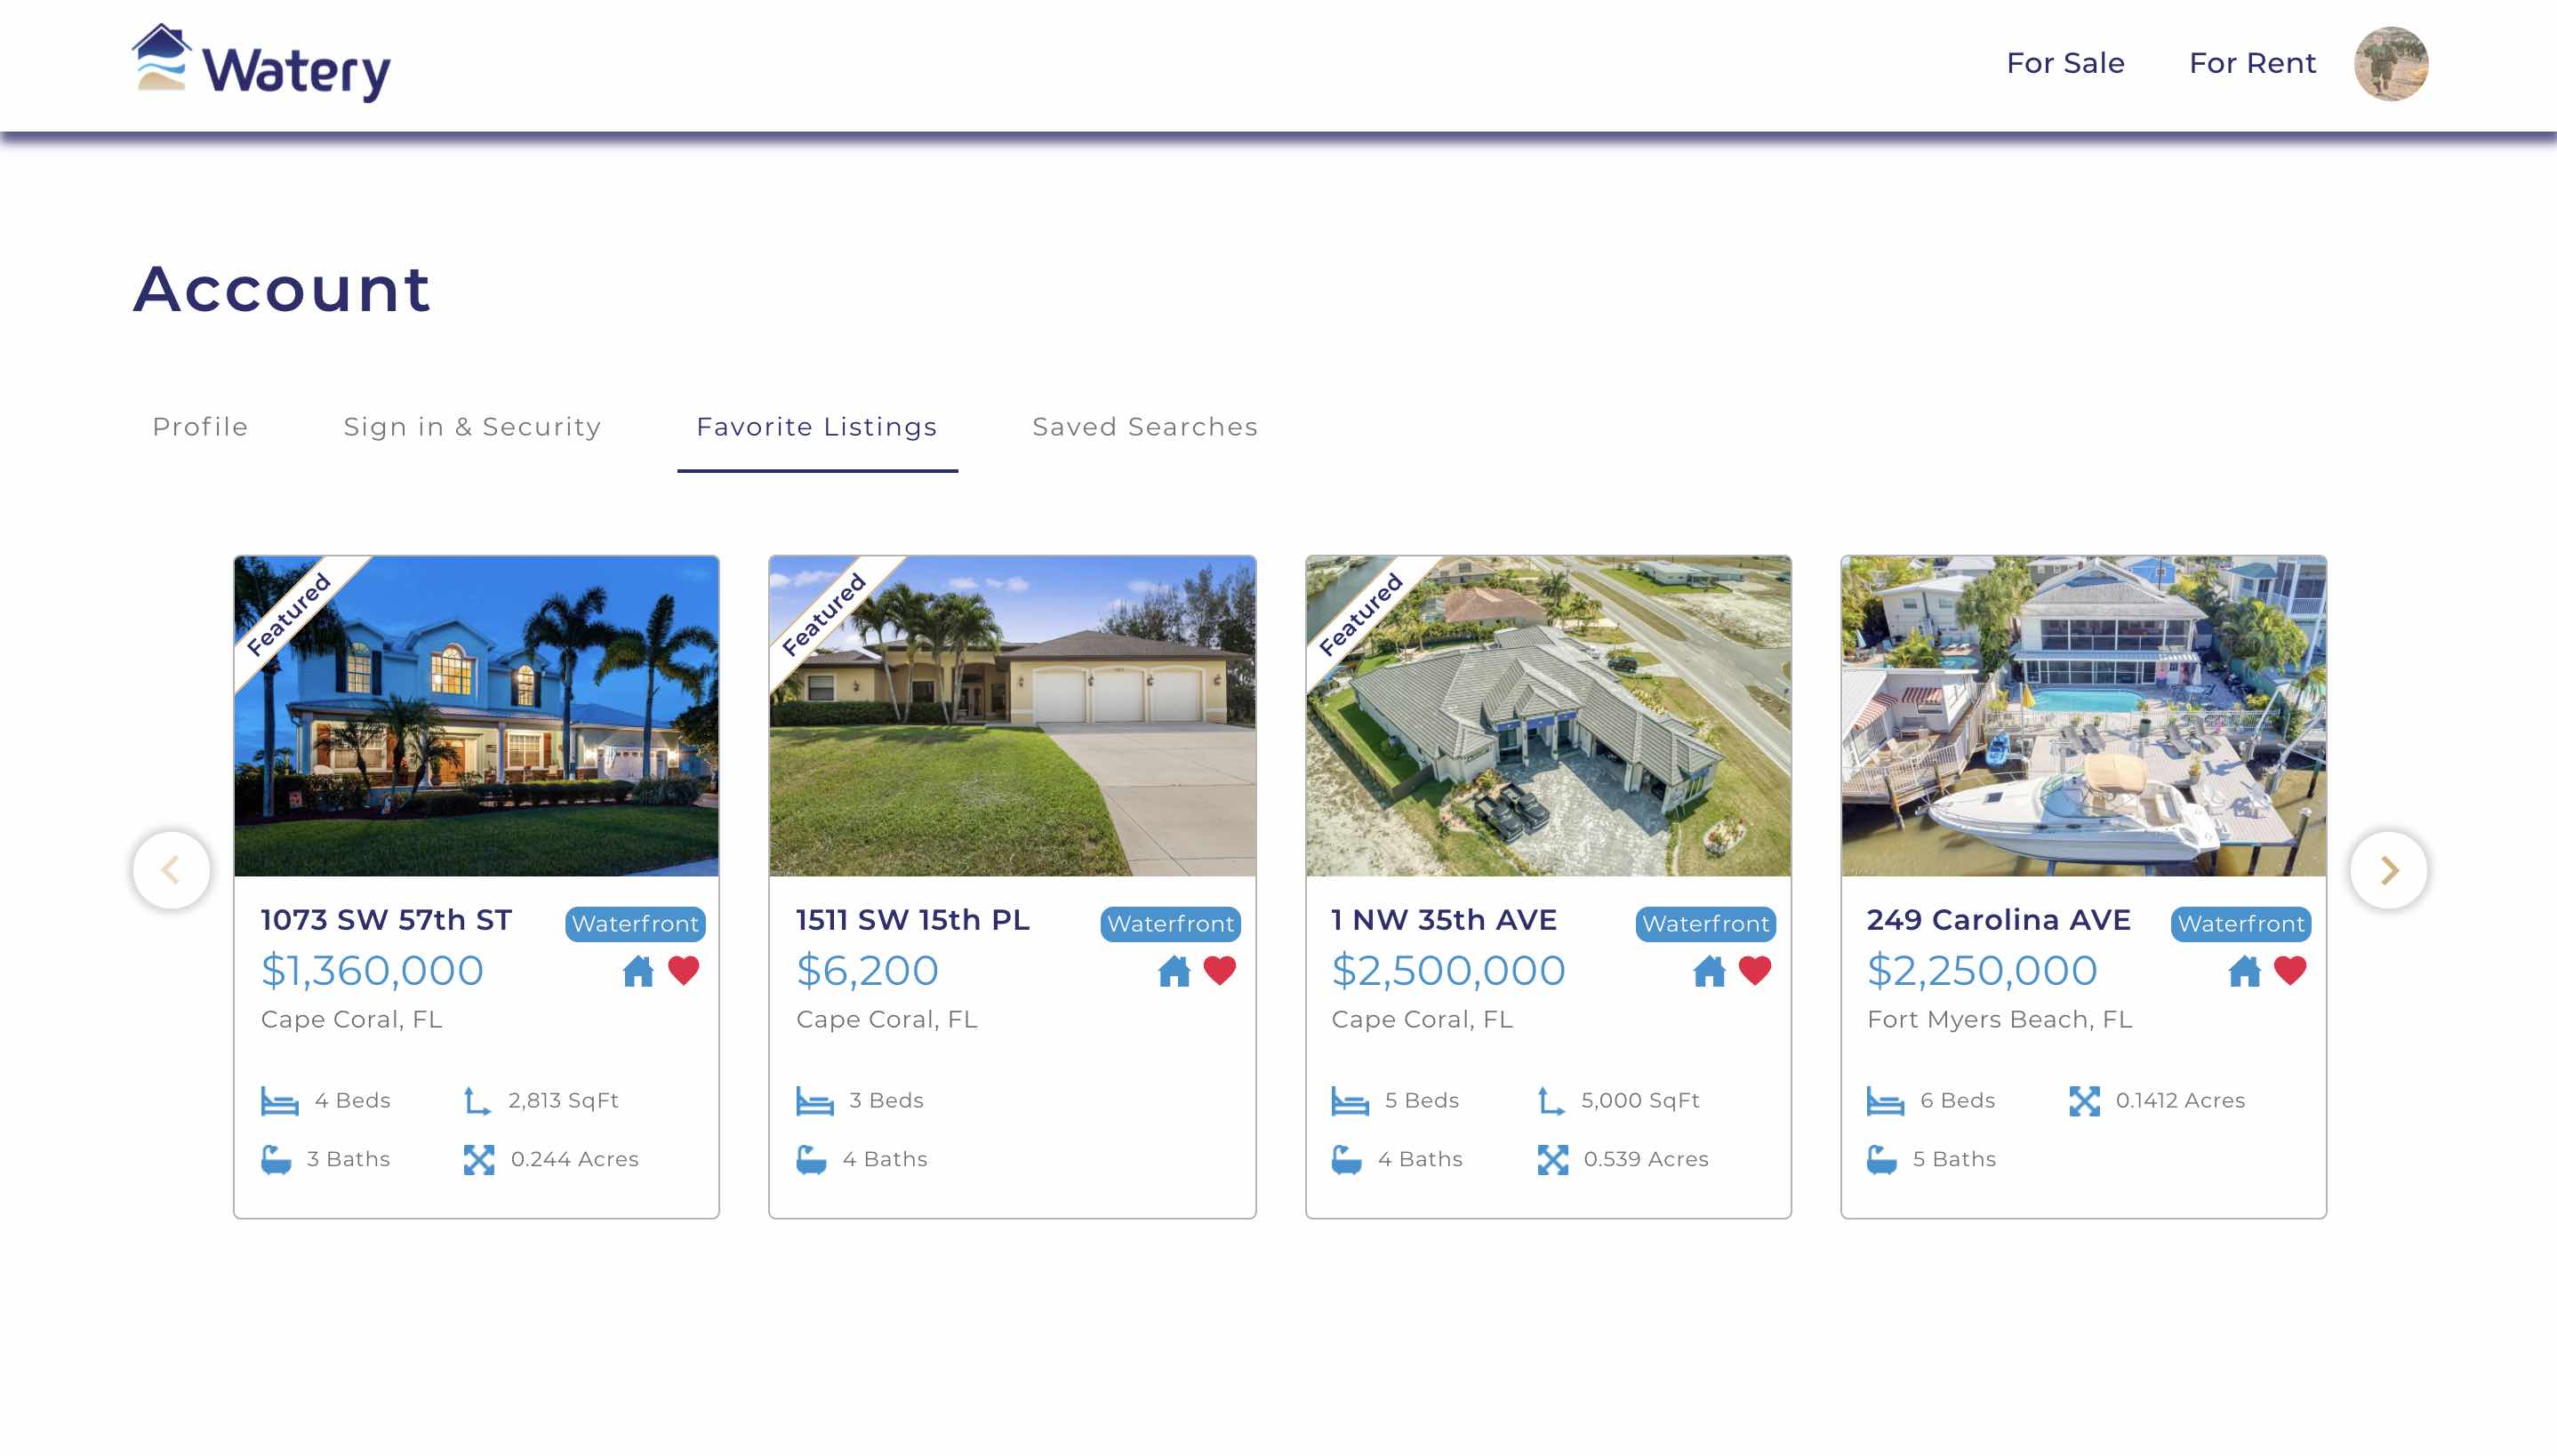 Watery
For Sale
For Rent
Account
Profile
Sign in & Security
Favorite Listings
Saved Searches
Featured
1073 SW 57th ST
Waterfront
$1,360,000
Cape Coral, FL
4 Beds
2,813 SqFt
3 Baths
0.244 Acres
Featured
1511 SW 15th PL
Waterfront
$6,200
Cape Coral, FL
3 Beds
4 Baths
Featured
1 NW 35th AVE
Waterfront
$2,500,000
Cape Coral, FL
5 Beds
5,000 SqFt
4 Baths
0.539 Acres
249 Carolina AVE
Waterfront
$2,250,000
Fort Myers Beach, FL
6 Beds
0.1412 Acres
5 Baths